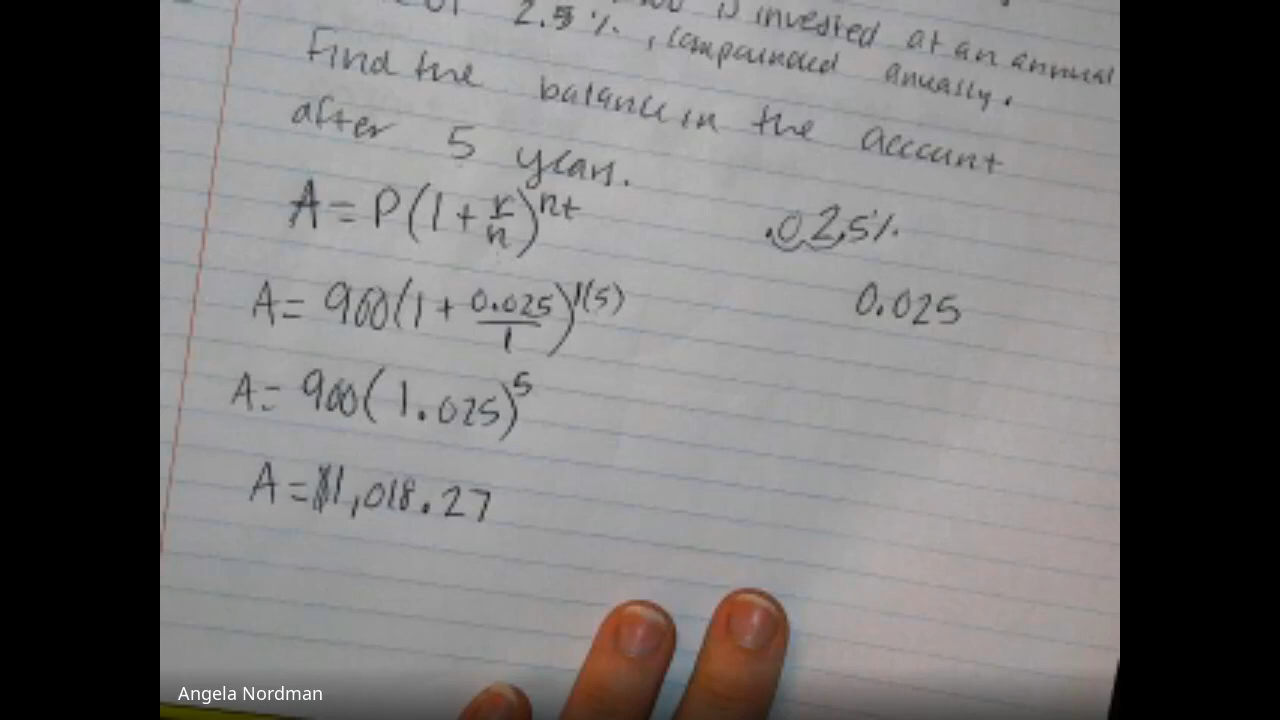 2.5%, is invested at an annual
compounded anually.
Find the balance in the account
after 5 years.
A = P(1 + r/n)^nt
.02.5%
A = 900(1 + 0.025/1)^1(5)
0.025
A = 900(1.025)^5
A = $1,018.27
Angela Nordman